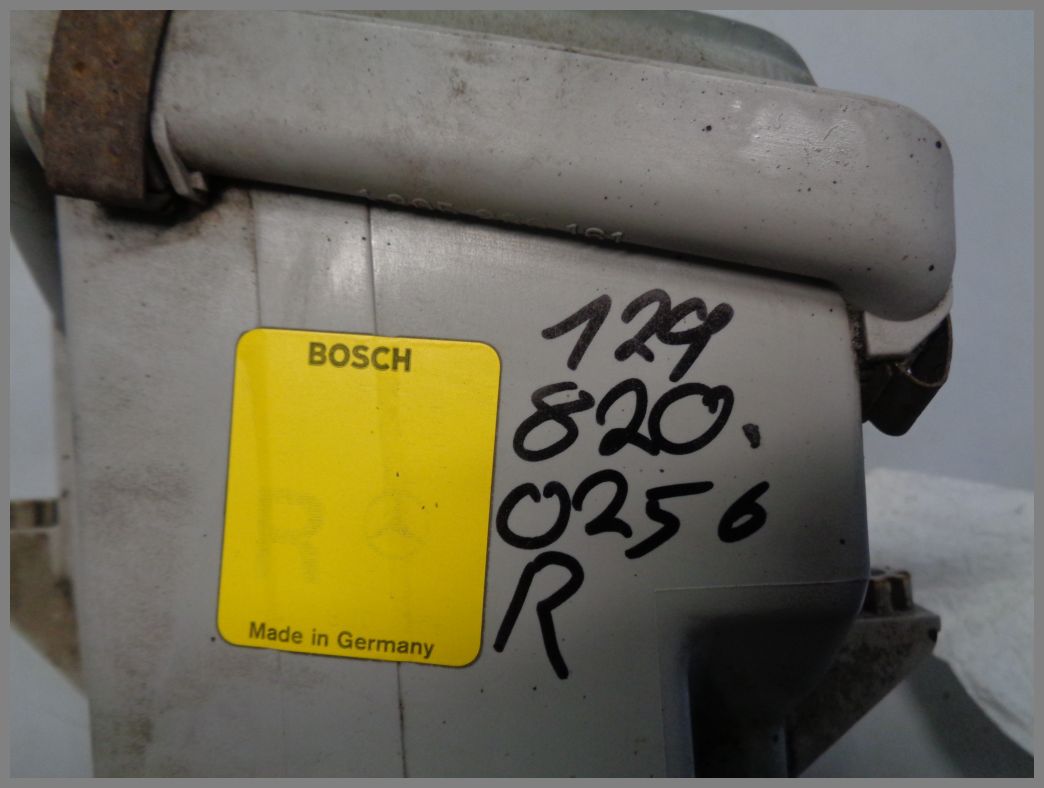 BOSCH
R
Made in Germany
129
820.
0256
R